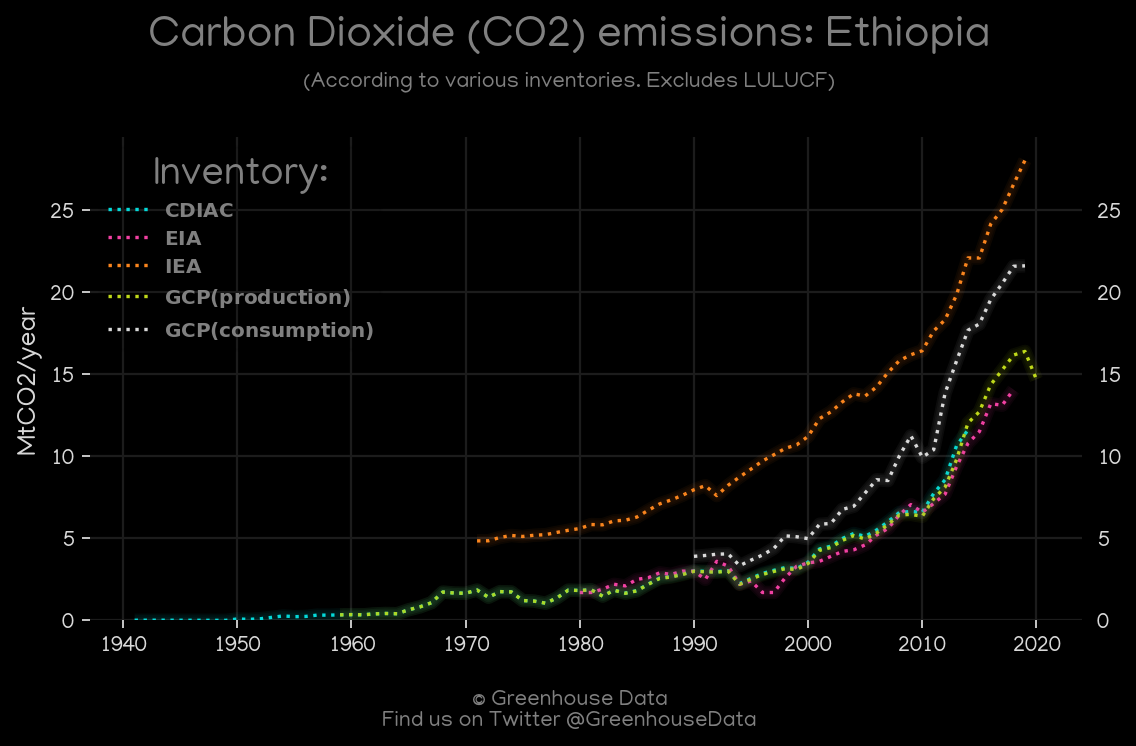 Carbon Dioxide (CO2) emissions: Ethiopia
(According to various inventories. Excludes LULUCF)
Inventory:
CDIAC
EIA
IEA
GCP(production)
GCP(consumption)
MtCO2/year
25
20
15
10
5
0
25
20
15
10
5
0
1940 1950 1960 1970 1980 1990 2000 2010 2020
© Greenhouse Data
Find us on Twitter @GreenhouseData